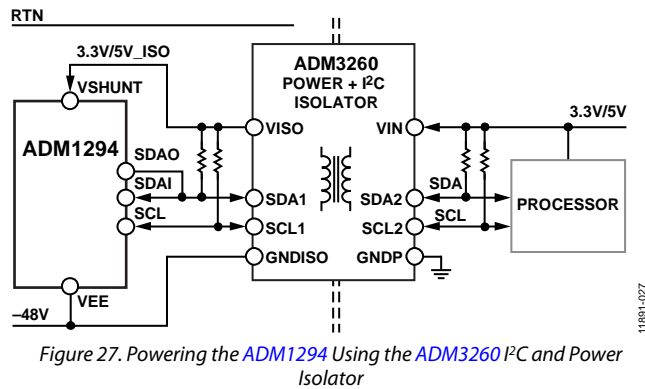 RTN
3.3V/5V_ISO
VSHUNT
ADM1294
SDAO
SDAI
SCL
VEE
–48V
ADM3260
POWER + I²C
ISOLATOR
VISO
SDA1
SCL1
GNDISO
VIN
SDA2
SCL2
GNDP
3.3V/5V
SDA
SCL
PROCESSOR
11891-027
Figure 27. Powering the ADM1294 Using the ADM3260 I²C and Power
Isolator